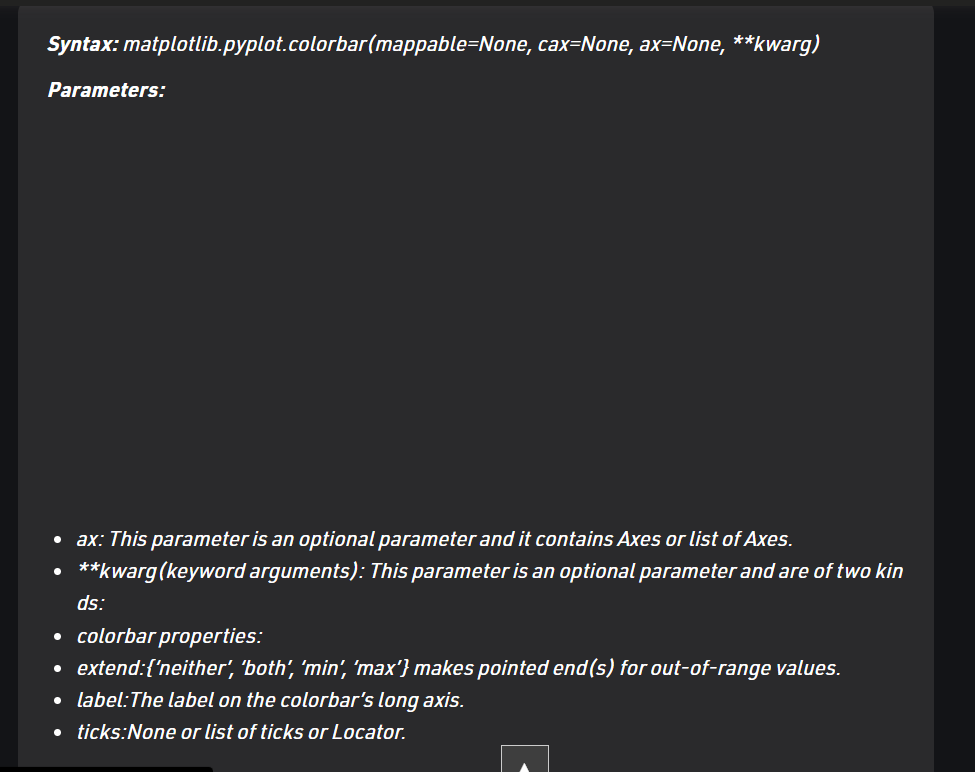 Syntax: matplotlib.pyplot.colorbar(mappable=None, cax=None, ax=None, **kwarg)
Parameters:
• ax: This parameter is an optional parameter and it contains Axes or list of Axes.
• **kwarg(keyword arguments): This parameter is an optional parameter and are of two kin
ds:
• colorbar properties:
• extend:{‘neither’, ‘both’, ‘min’, ‘max’} makes pointed end(s) for out-of-range values.
• label:The label on the colorbar’s long axis.
• ticks:None or list of ticks or Locator.